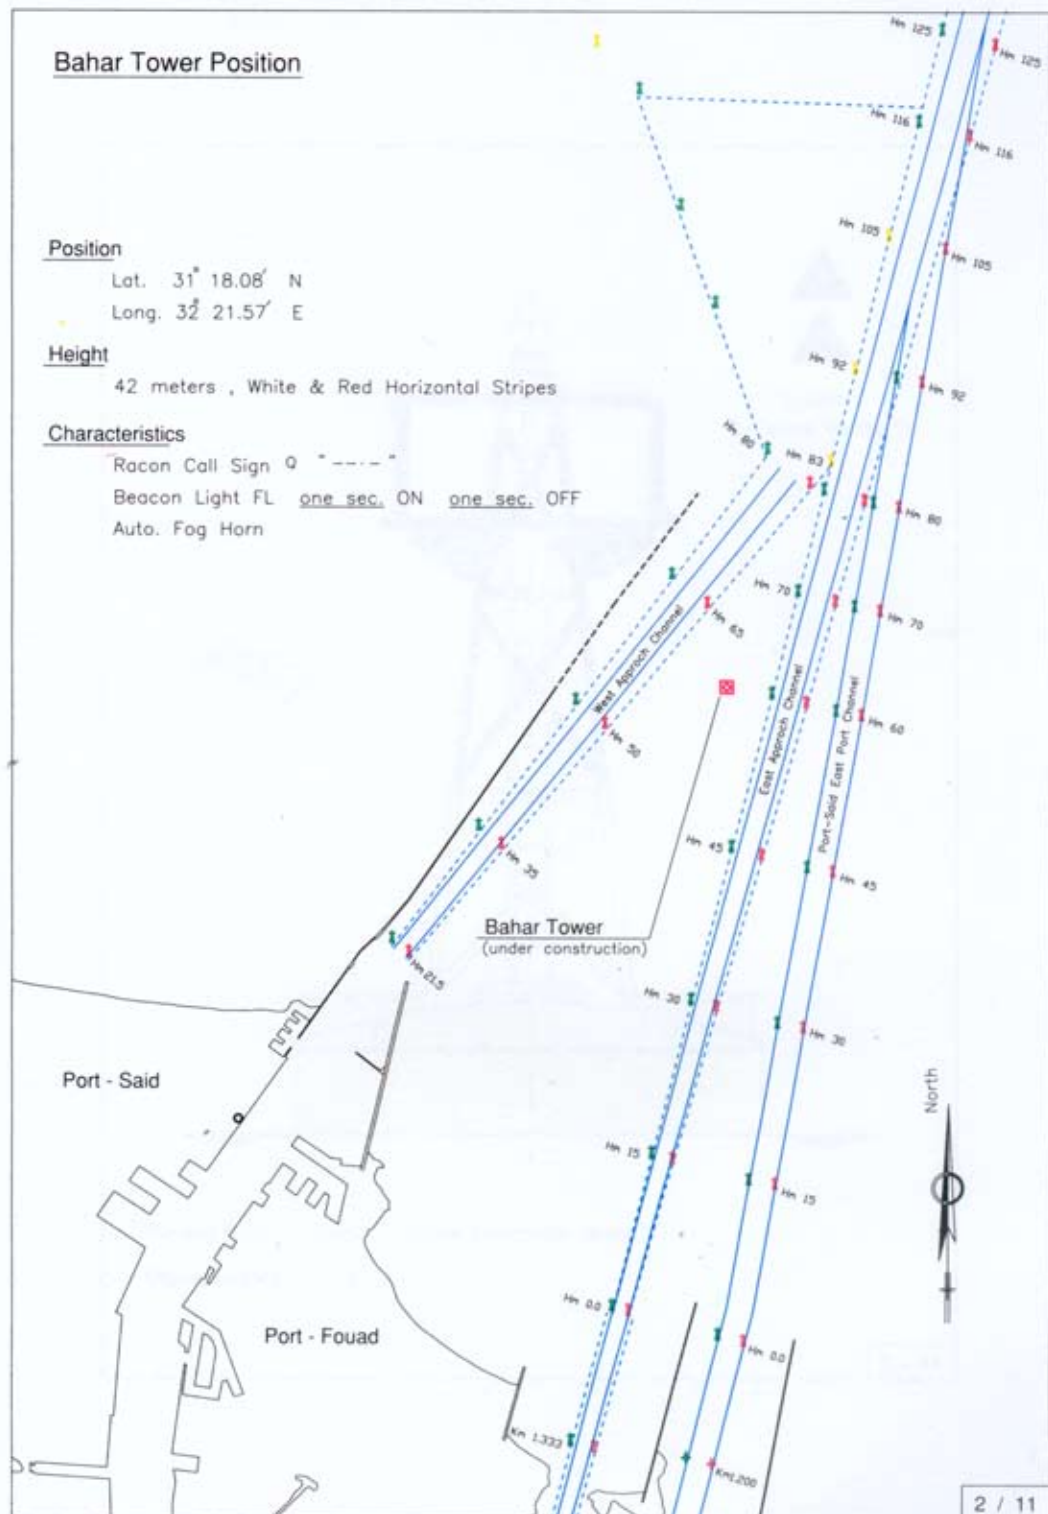 Bahar Tower Position
Position
Lat. 31° 18.08′ N
Long. 32° 21.57′ E
Height
42 meters , White & Red Horizontal Stripes
Characteristics
Racon Call Sign Q "--.-"
Beacon Light FL one sec. ON one sec. OFF
Auto. Fog Horn
Hm 125
Hm 125
Hm 116
Hm 116
Hm 105
Hm 105
Hm 92
Hm 92
Hm 80
Hm 83
Hm 80
Hm 70
Hm 70
Hm 65
West Approch Channel
Hm 50
East Approch Channel
Port-Said East Port Channel
Hm 60
Hm 45
Hm 45
Hm 35
Bahar Tower
(under construction)
Hm 21.5
Hm 30
Hm 30
Port - Said
North
Hm 15
Hm 15
Hm 0.0
Hm 0.0
Port - Fouad
Km 1.333
Km1.200
2 / 11